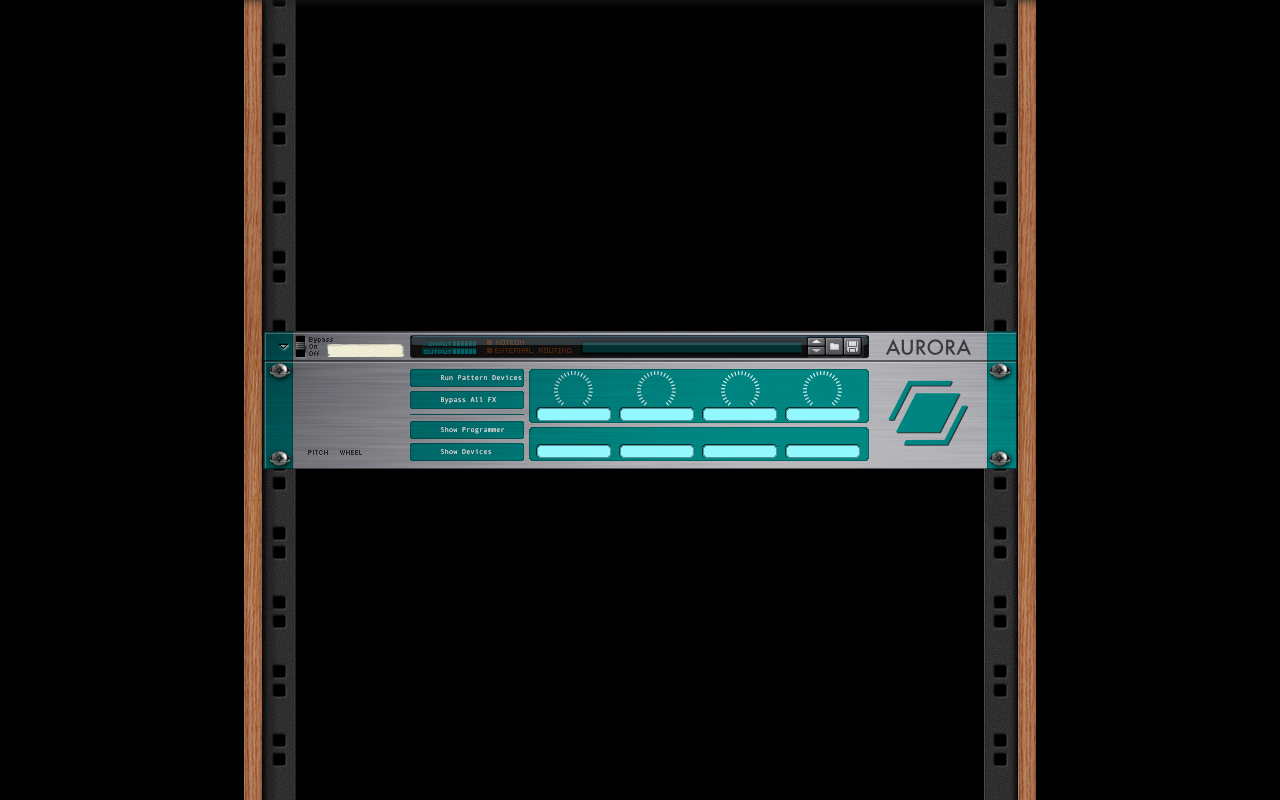 Bypass
On
Off
INPUT
OUTPUT
NOTEON
EXTERNAL ROUTING
AURORA
Run Pattern Devices
Bypass All FX
Show Programmer
Show Devices
PITCH WHEEL